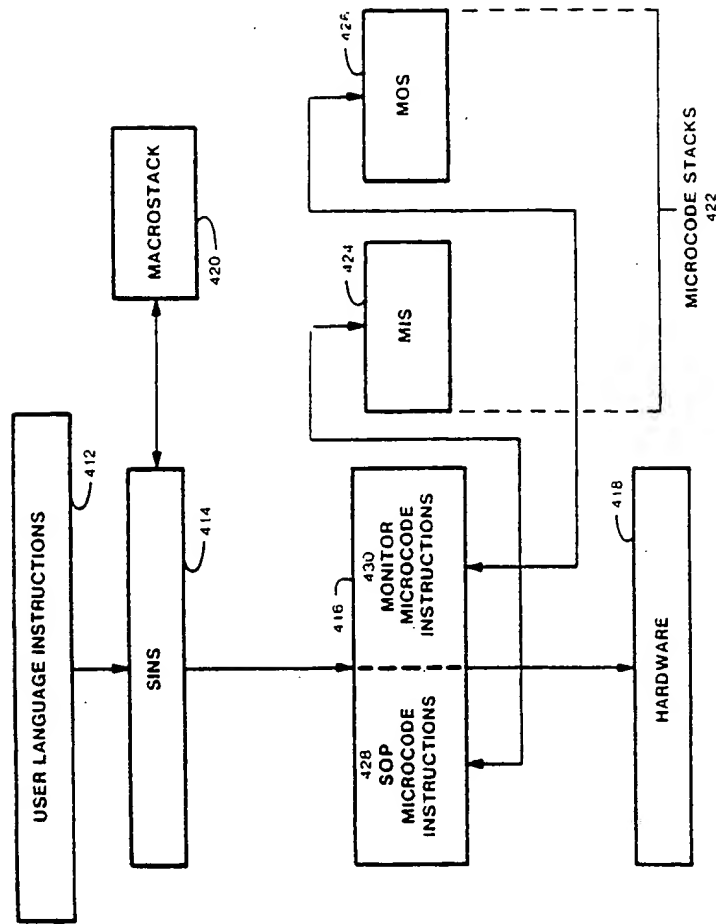 USER LANGUAGE INSTRUCTIONS
412
SINS
414
MACROSTACK
420
416
428
SOP
MICROCODE
INSTRUCTIONS
430
MONITOR
MICROCODE
INSTRUCTIONS
HARDWARE
418
MIS
424
MOS
426
MICROCODE STACKS
422